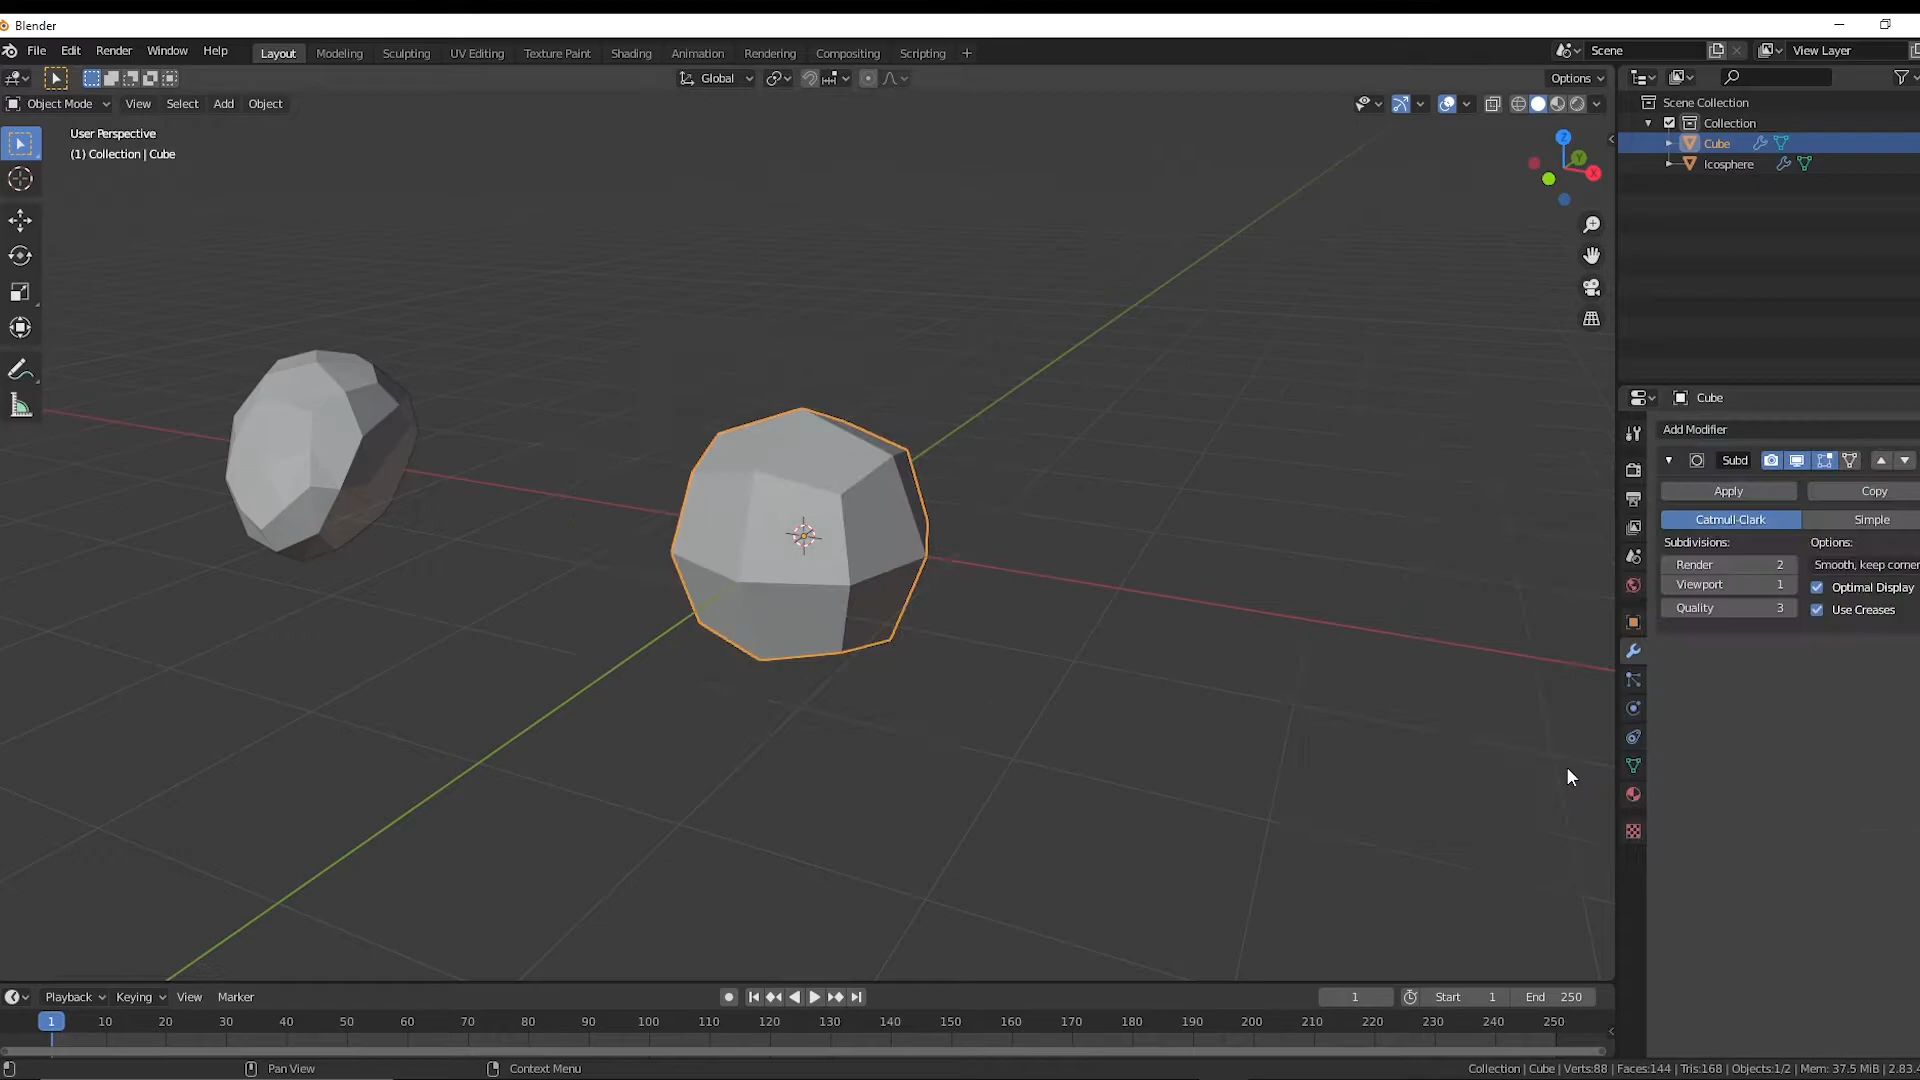 Blender
File Edit Render Window Help Layout Modeling Sculpting UV Editing Texture Paint Shading Animation Rendering Compositing Scripting + Scene View Layer
Global Options
Object Mode View Select Add Object
User Perspective
(1) Collection | Cube
Z
Y
X
Scene Collection
Collection
Cube
Icosphere
Cube
Add Modifier
Subd
Apply Copy
Catmull-Clark Simple
Subdivisions: Options:
Render 2 Smooth, keep corner
Viewport 1 Optimal Display
Quality 3 Use Creases
Playback Keying View Marker 1 Start 1 End 250
1 10 20 30 40 50 60 70 80 90 100 110 120 130 140 150 160 170 180 190 200 210 220 230 240 250
Pan View Context Menu Collection | Cube | Verts:88 | Faces:144 | Tris:168 | Objects:1/2 | Mem: 37.5 MiB | 2.83.4